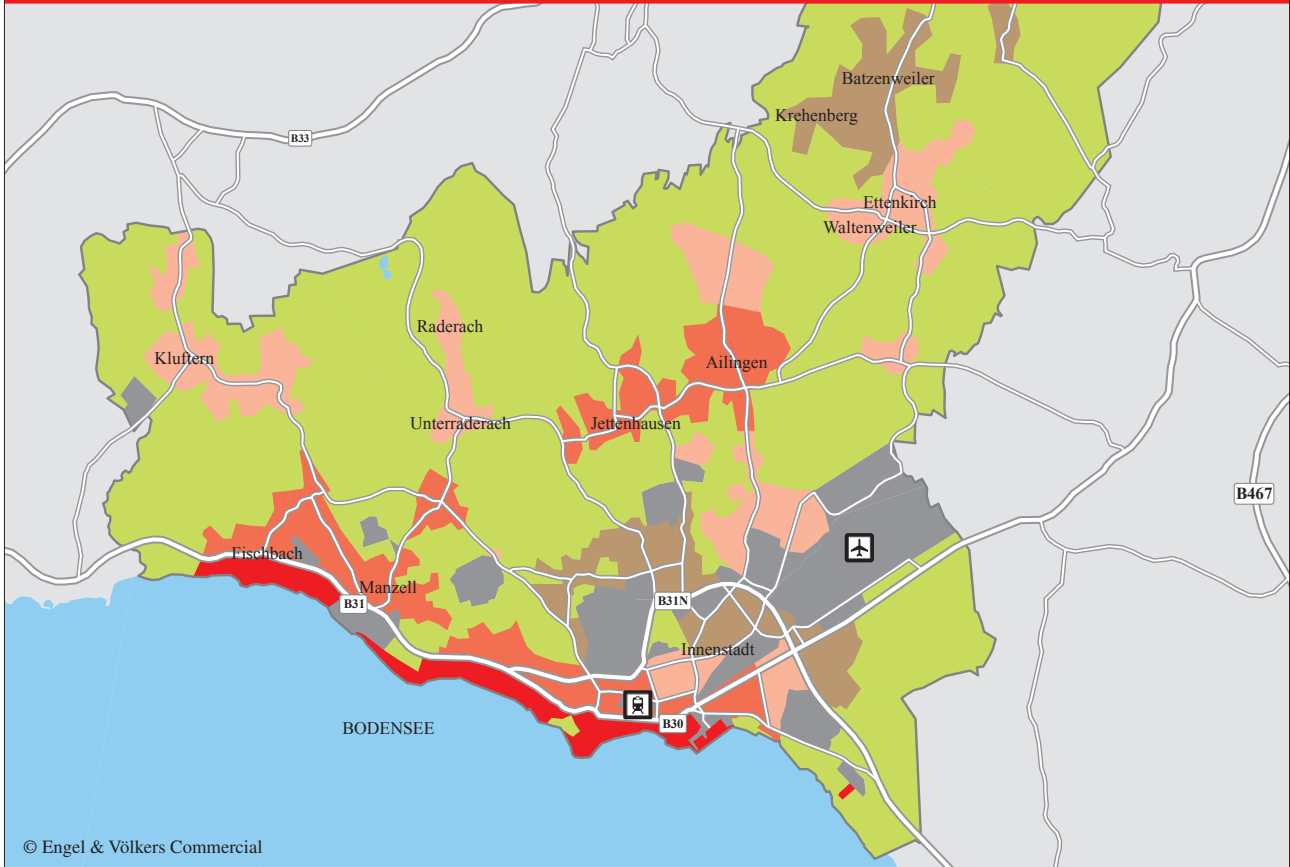 Batzenweiler
Krehenberg
B33
Ettenkirch
Waltenweiler
Raderach
Kluftern
Ailingen
Unterraderach
Jettenhausen
B467
Fischbach
Manzell
B31
B31N
Innenstadt
B30
BODENSEE
© Engel & Völkers Commercial